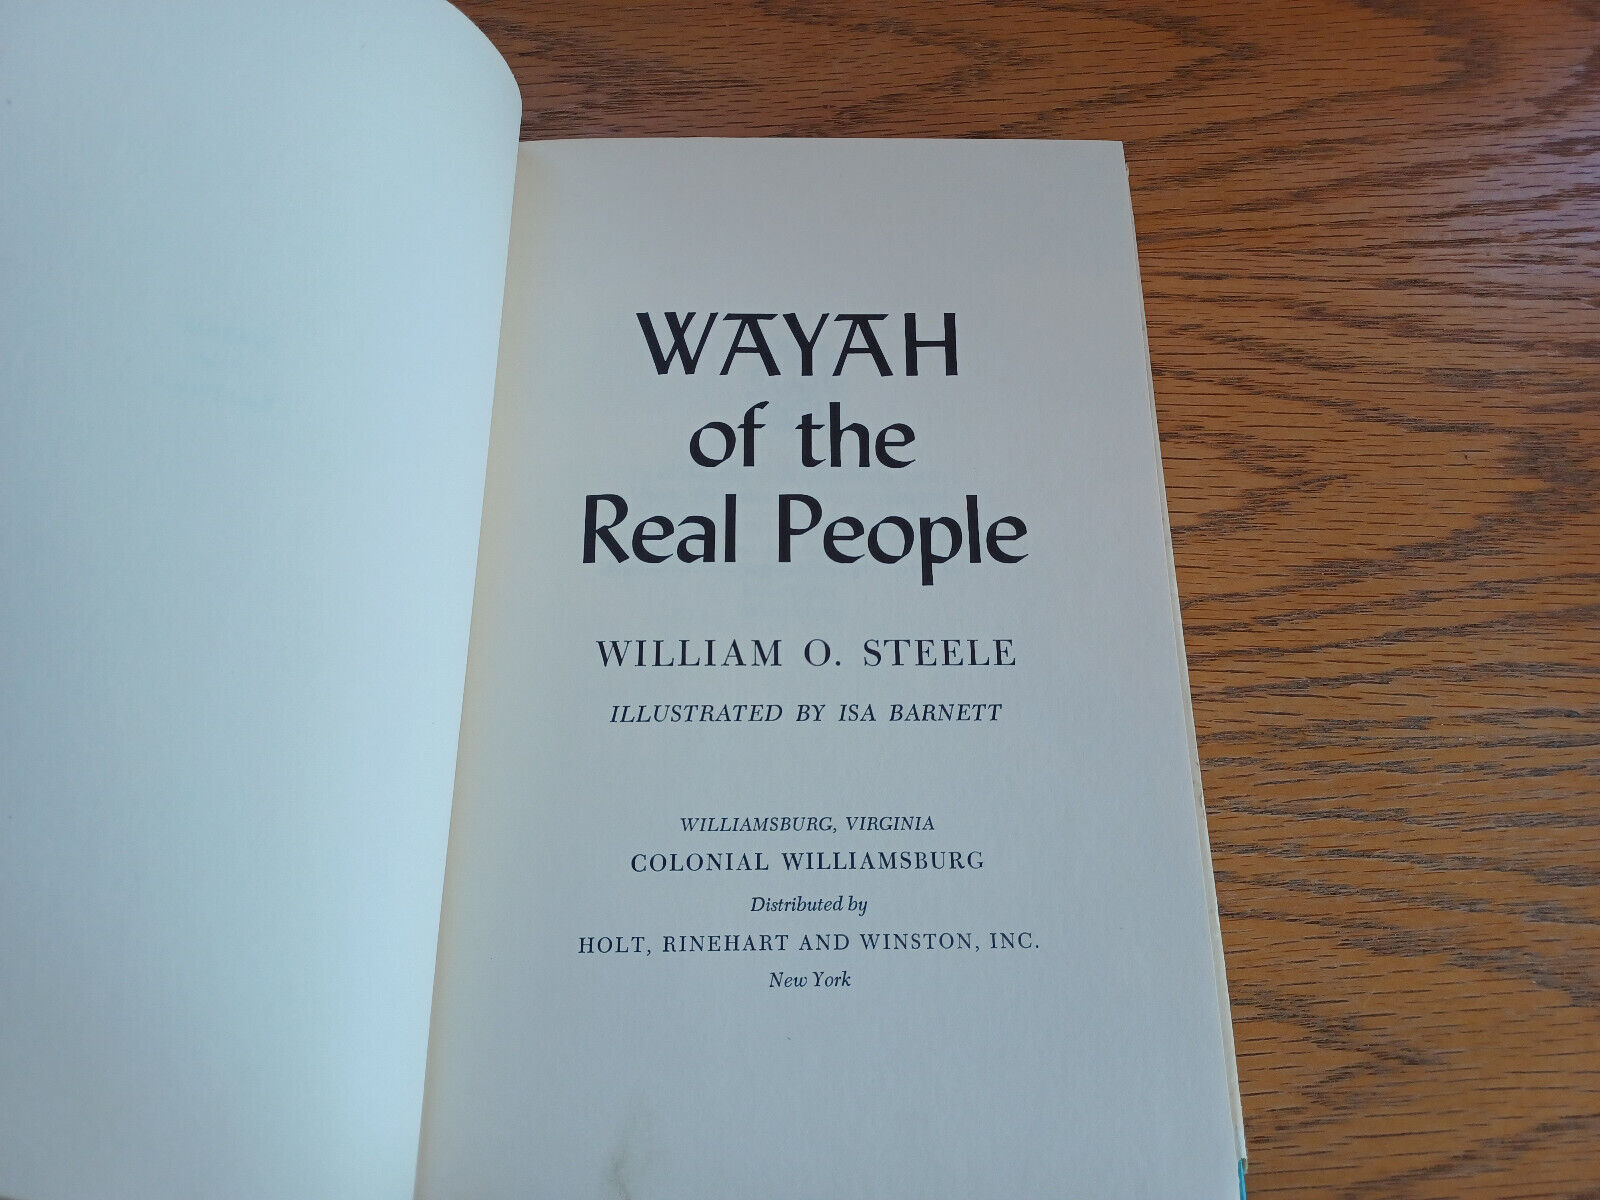 WAYAH
of the
Real People
WILLIAM O. STEELE
ILLUSTRATED BY ISA BARNETT
WILLIAMSBURG, VIRGINIA
COLONIAL WILLIAMSBURG
Distributed by
HOLT, RINEHART AND WINSTON, INC.
New York